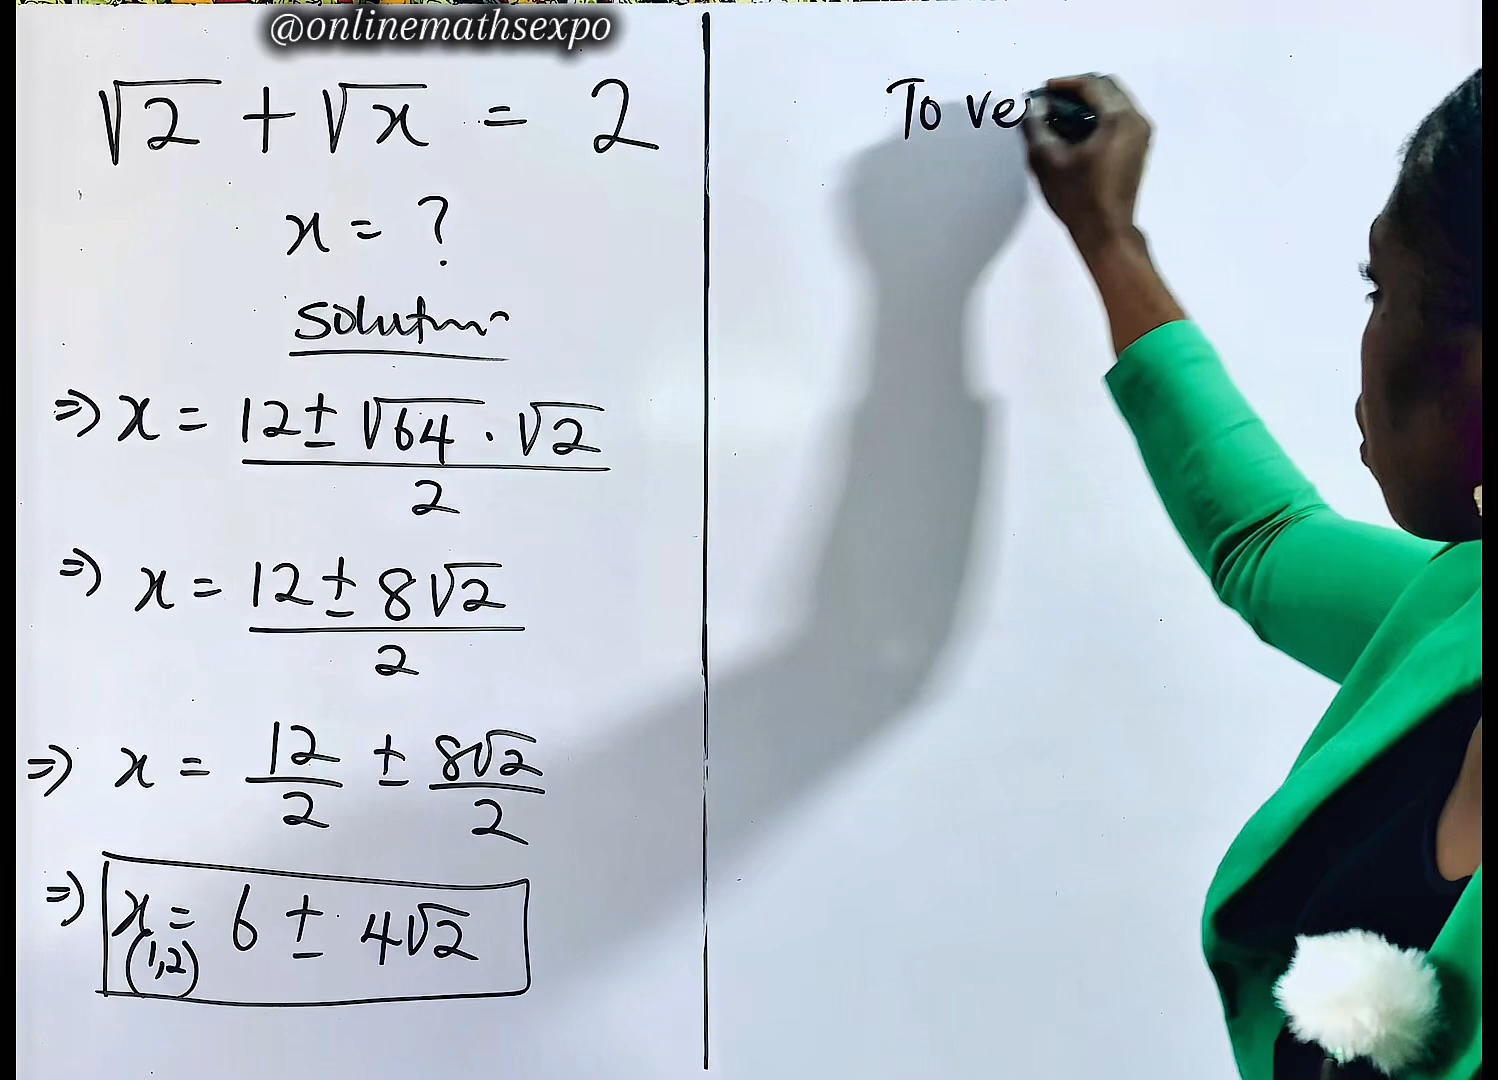 @onlinemathsexpo
√2 + √x = 2
x = ?
Solution
⇒ x = 12 ± √64 . √2 / 2
⇒ x = 12 ± 8√2 / 2
⇒ x = 12/2 ± 8√2/2
⇒ x(1,2) = 6 ± 4√2
To ve